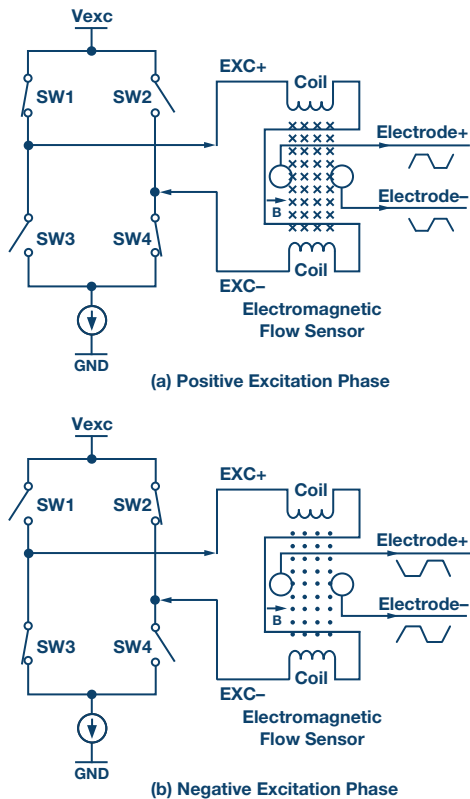 Vexc
SW1
SW2
EXC+
Coil
Electrode+
Electrode–
B
SW3
SW4
Coil
EXC–
GND
Electromagnetic
Flow Sensor
(a) Positive Excitation Phase
Vexc
SW1
SW2
EXC+
Coil
Electrode+
Electrode–
B
SW3
SW4
Coil
EXC–
GND
Electromagnetic
Flow Sensor
(b) Negative Excitation Phase